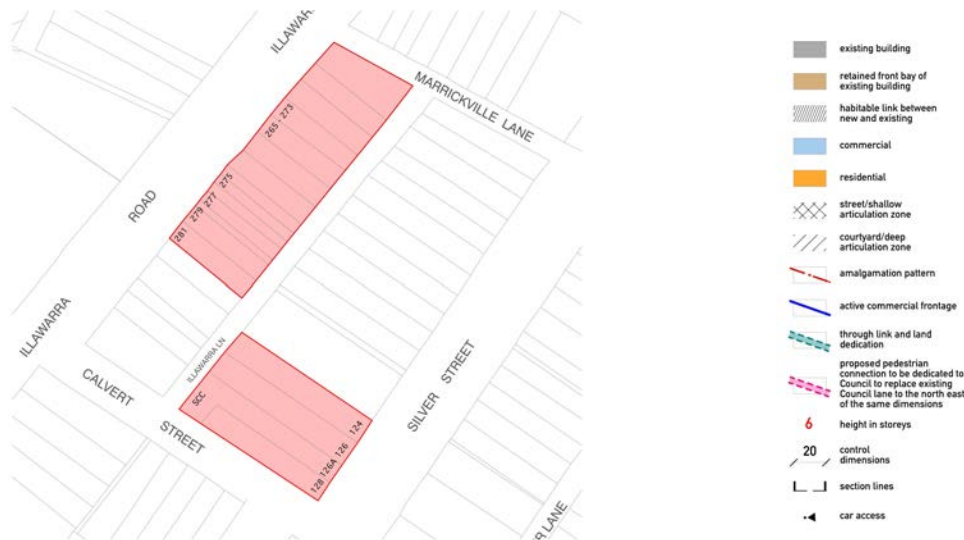 ILLAWARRA
MARRICKVILLE LANE
265 - 273
275
277
279
281
ROAD
ILLAWARRA
ILLAWARRA LN
CALVERT
STREET
SCC
124
126
126A
128
SILVER STREET
ER LANE
existing building
retained front bay of
existing building
habitable link between
new and existing
commercial
residential
street/shallow
articulation zone
courtyard/deep
articulation zone
amalgamation pattern
active commercial frontage
through link and land
dedication
proposed pedestrian
connection to be dedicated to
Council to replace existing
Council lane to the north east
of the same dimensions
6 height in storeys
20 control
dimensions
section lines
car access